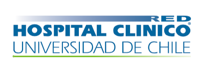 RED
HOSPITAL CLINICO
UNIVERSIDAD DE CHILE